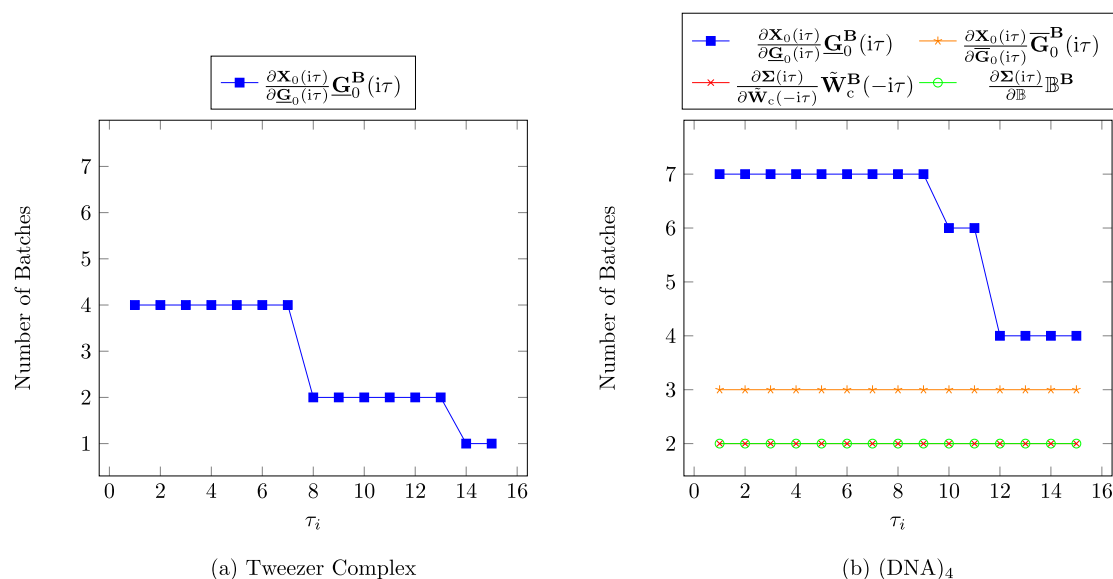 ∂X₀(iτ)/∂G̲₀(iτ) G̲₀ᴮ(iτ)
Number of Batches
7
6
5
4
3
2
1
0 2 4 6 8 10 12 14 16
τᵢ
(a) Tweezer Complex
∂X₀(iτ)/∂G̲₀(iτ) G̲₀ᴮ(iτ) ∂X₀(iτ)/∂G̅₀(iτ) G̅₀ᴮ(iτ)
∂Σ(iτ)/∂W̃c(−iτ) W̃cᴮ(−iτ) ∂Σ(iτ)/∂𝔹 𝔹ᴮ
Number of Batches
7
6
5
4
3
2
0 2 4 6 8 10 12 14 16
τᵢ
(b) (DNA)₄